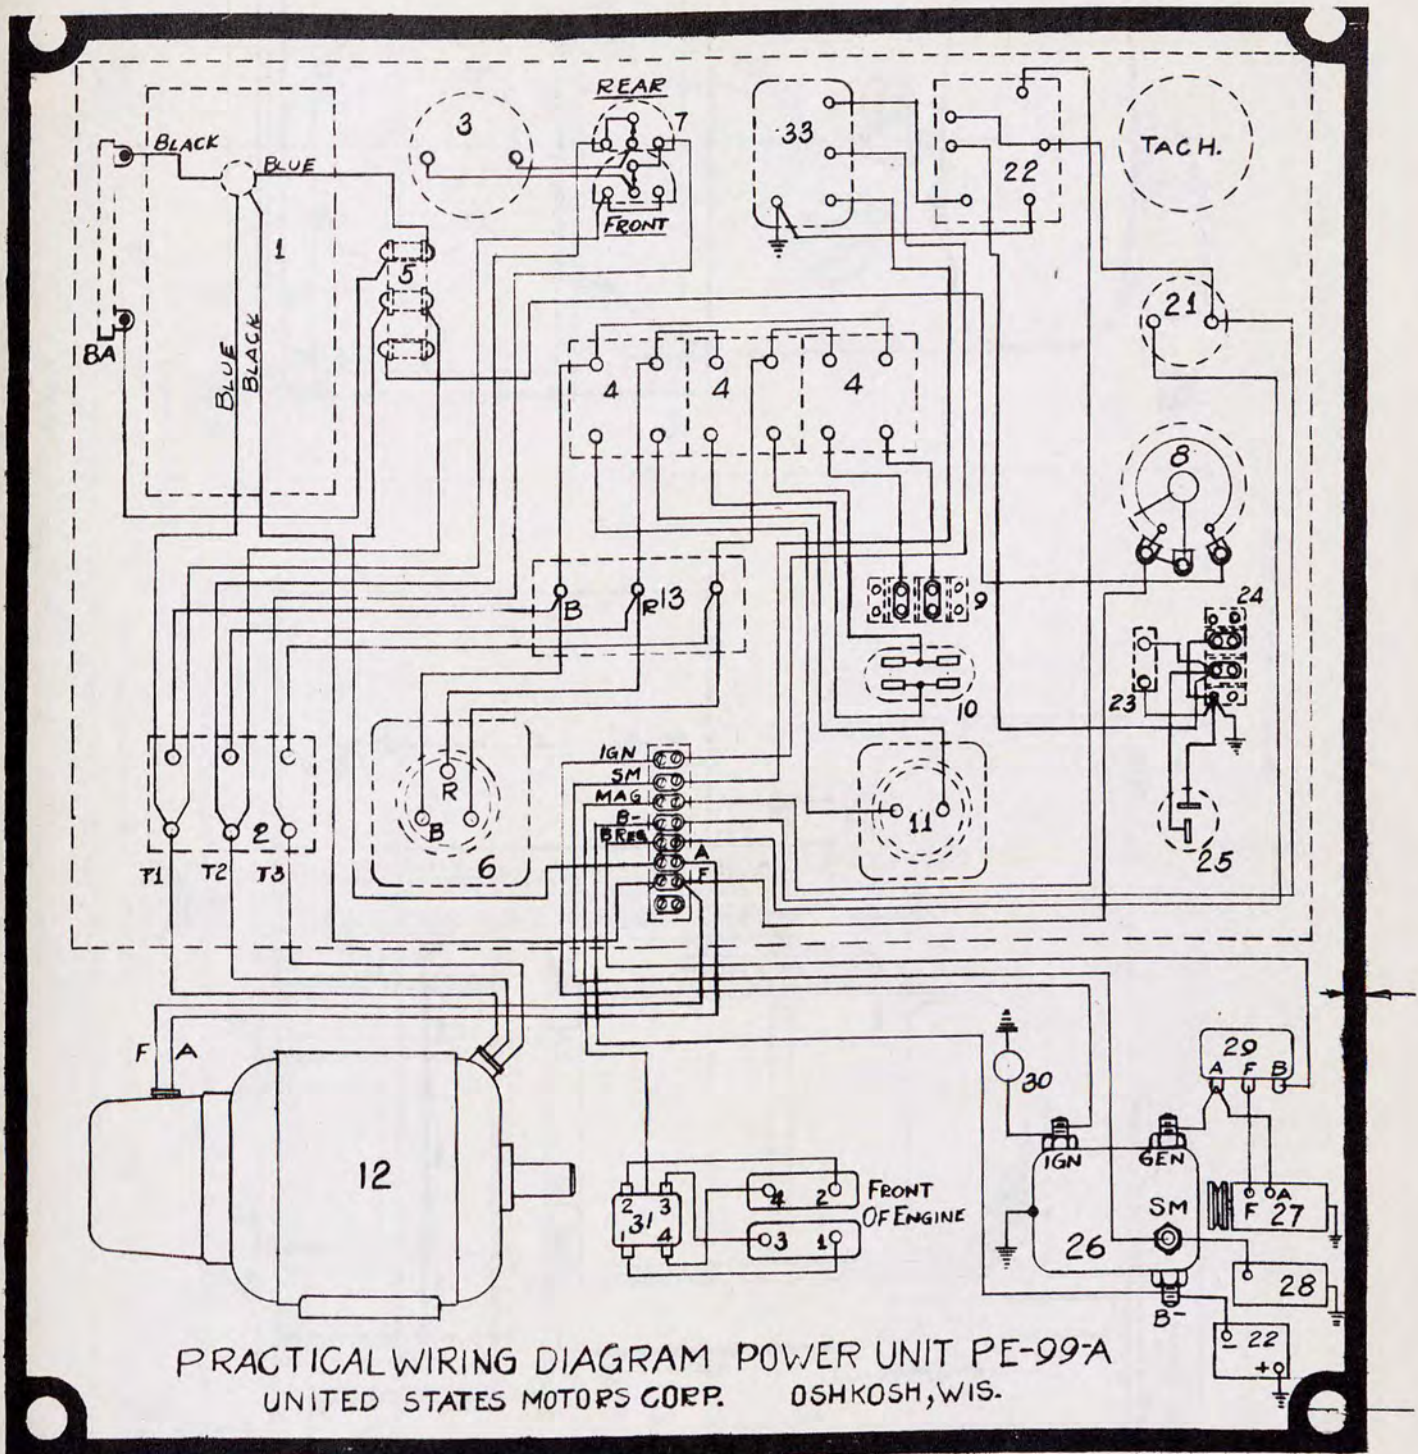 REAR
3
7
33
22
TACH.
BLACK
BLUE
1
FRONT
5
21
8A
BLUE
BLACK
4
4
4
8
B
R
13
9
24
23
10
R
B
6
IGN
SM
MAG
B-
BREG
A
F
11
25
2
T1
T2
T3
F
A
12
30
29
A F B
IGN
GEN
SM
26
F
A
27
28
B-
- 22
+
2 3
31
1 4
4 2
3 1
FRONT
OF ENGINE
PRACTICAL WIRING DIAGRAM POWER UNIT PE-99-A
UNITED STATES MOTORS CORP. OSHKOSH, WIS.